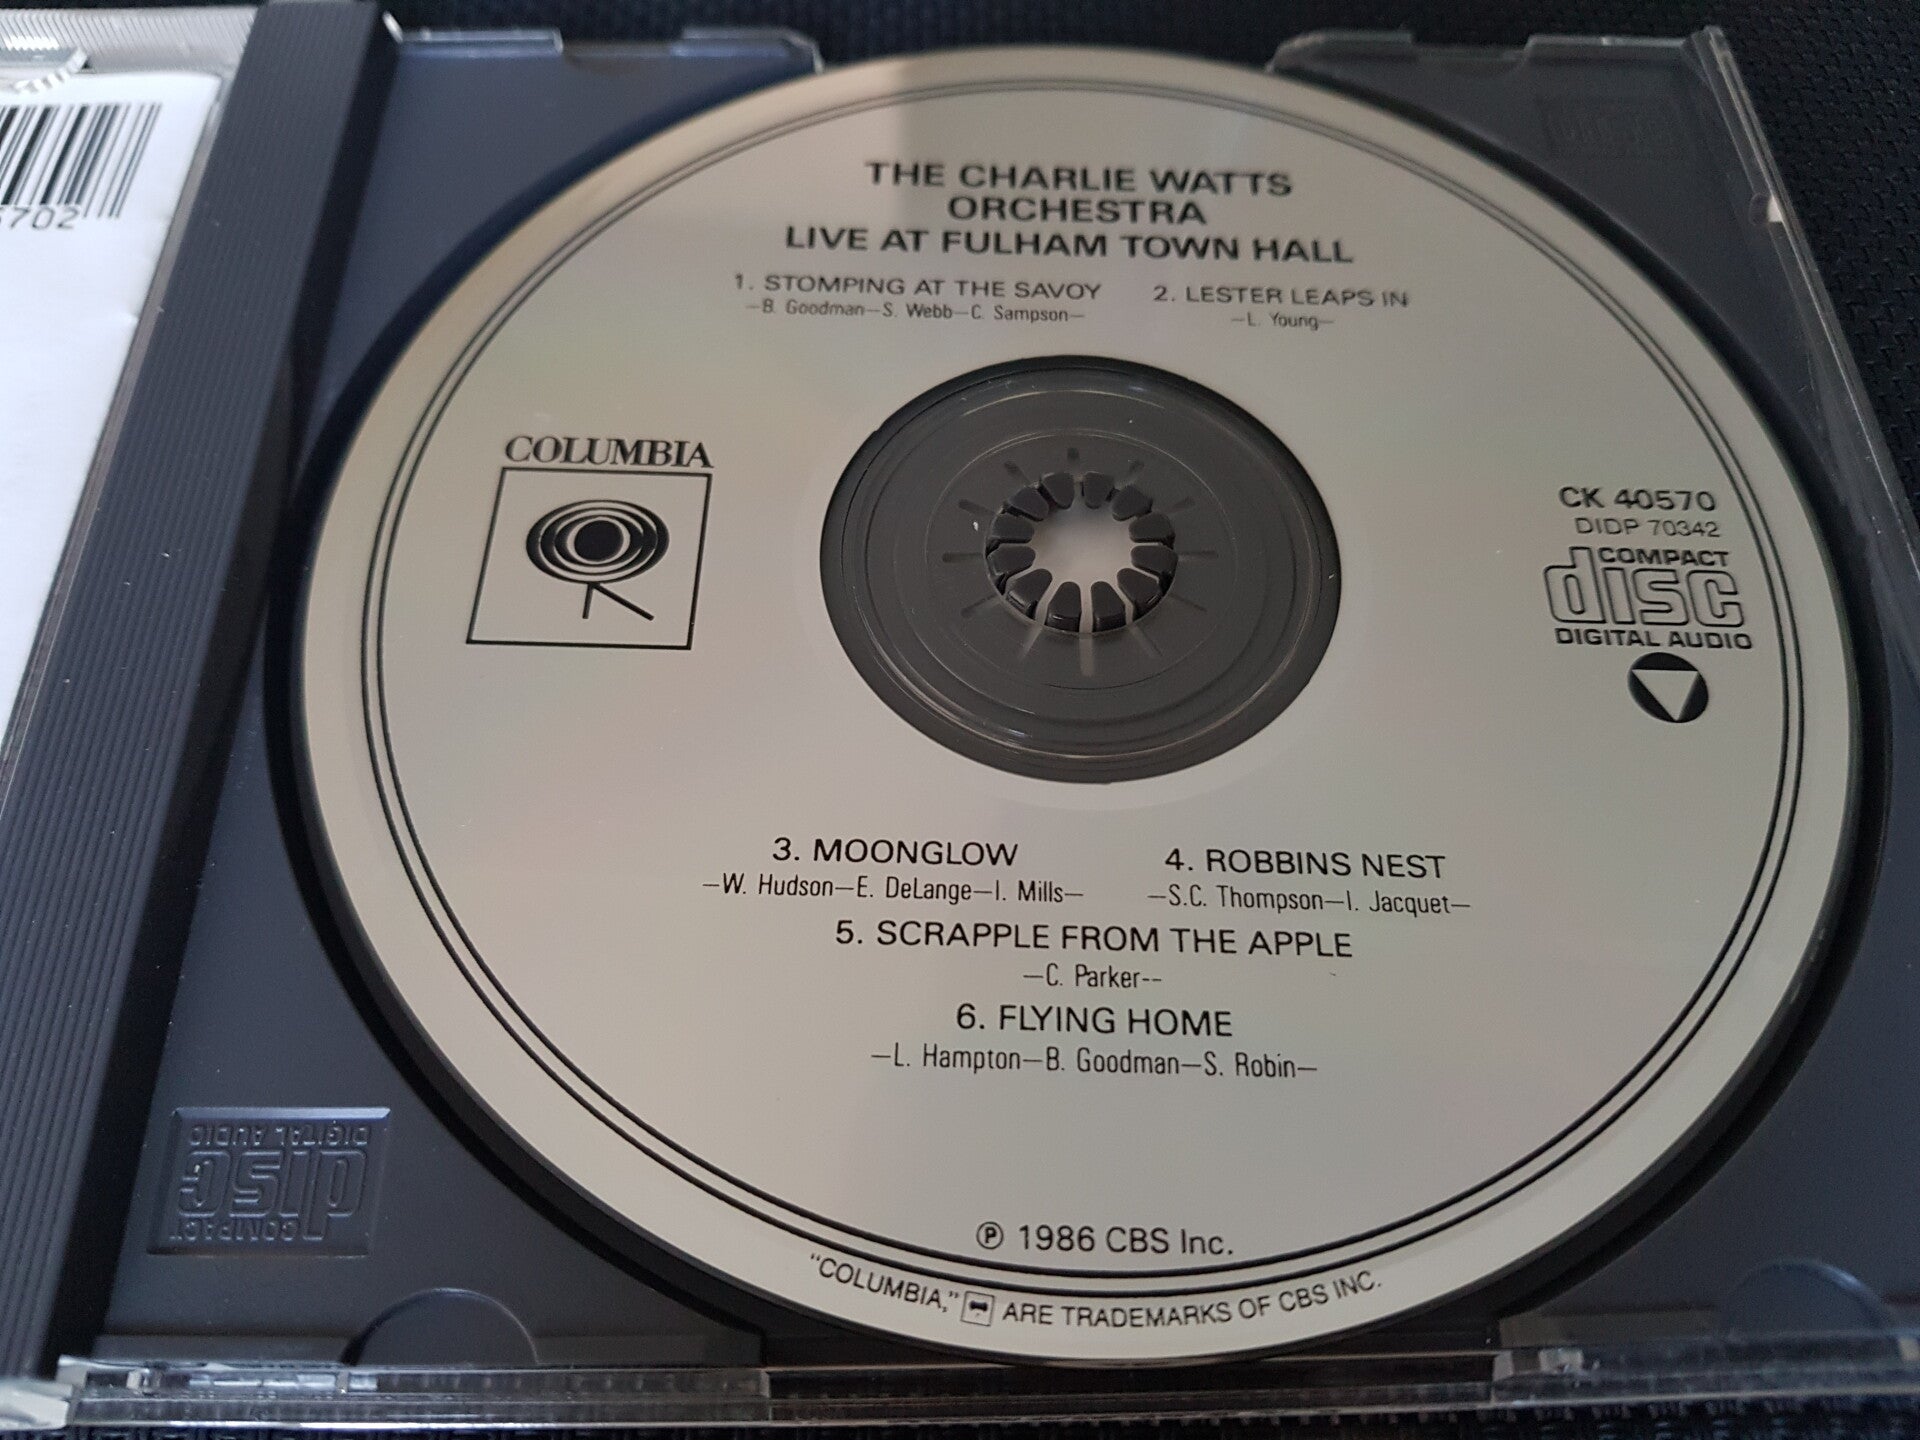 THE CHARLIE WATTS
ORCHESTRA
LIVE AT FULHAM TOWN HALL
1. STOMPING AT THE SAVOY 2. LESTER LEAPS IN
—B. Goodman—S. Webb—C. Sampson— —L. Young—
COLUMBIA
CK 40570
DIDP 70342
COMPACT
disc
DIGITAL AUDIO
3. MOONGLOW 4. ROBBINS NEST
—W. Hudson—E. DeLange—I. Mills— —S.C. Thompson—I. Jacquet—
5. SCRAPPLE FROM THE APPLE
—C. Parker--
6. FLYING HOME
—L. Hampton—B. Goodman—S. Robin—
℗ 1986 CBS Inc.
"COLUMBIA," ARE TRADEMARKS OF CBS INC.
COMPACT
disc
DIGITAL AUDIO